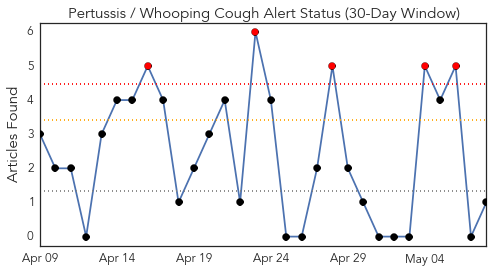 Pertussis / Whooping Cough Alert Status (30-Day Window)
Articles Found
6
5
4
3
2
1
0
Apr 09 Apr 14 Apr 19 Apr 24 Apr 29 May 04